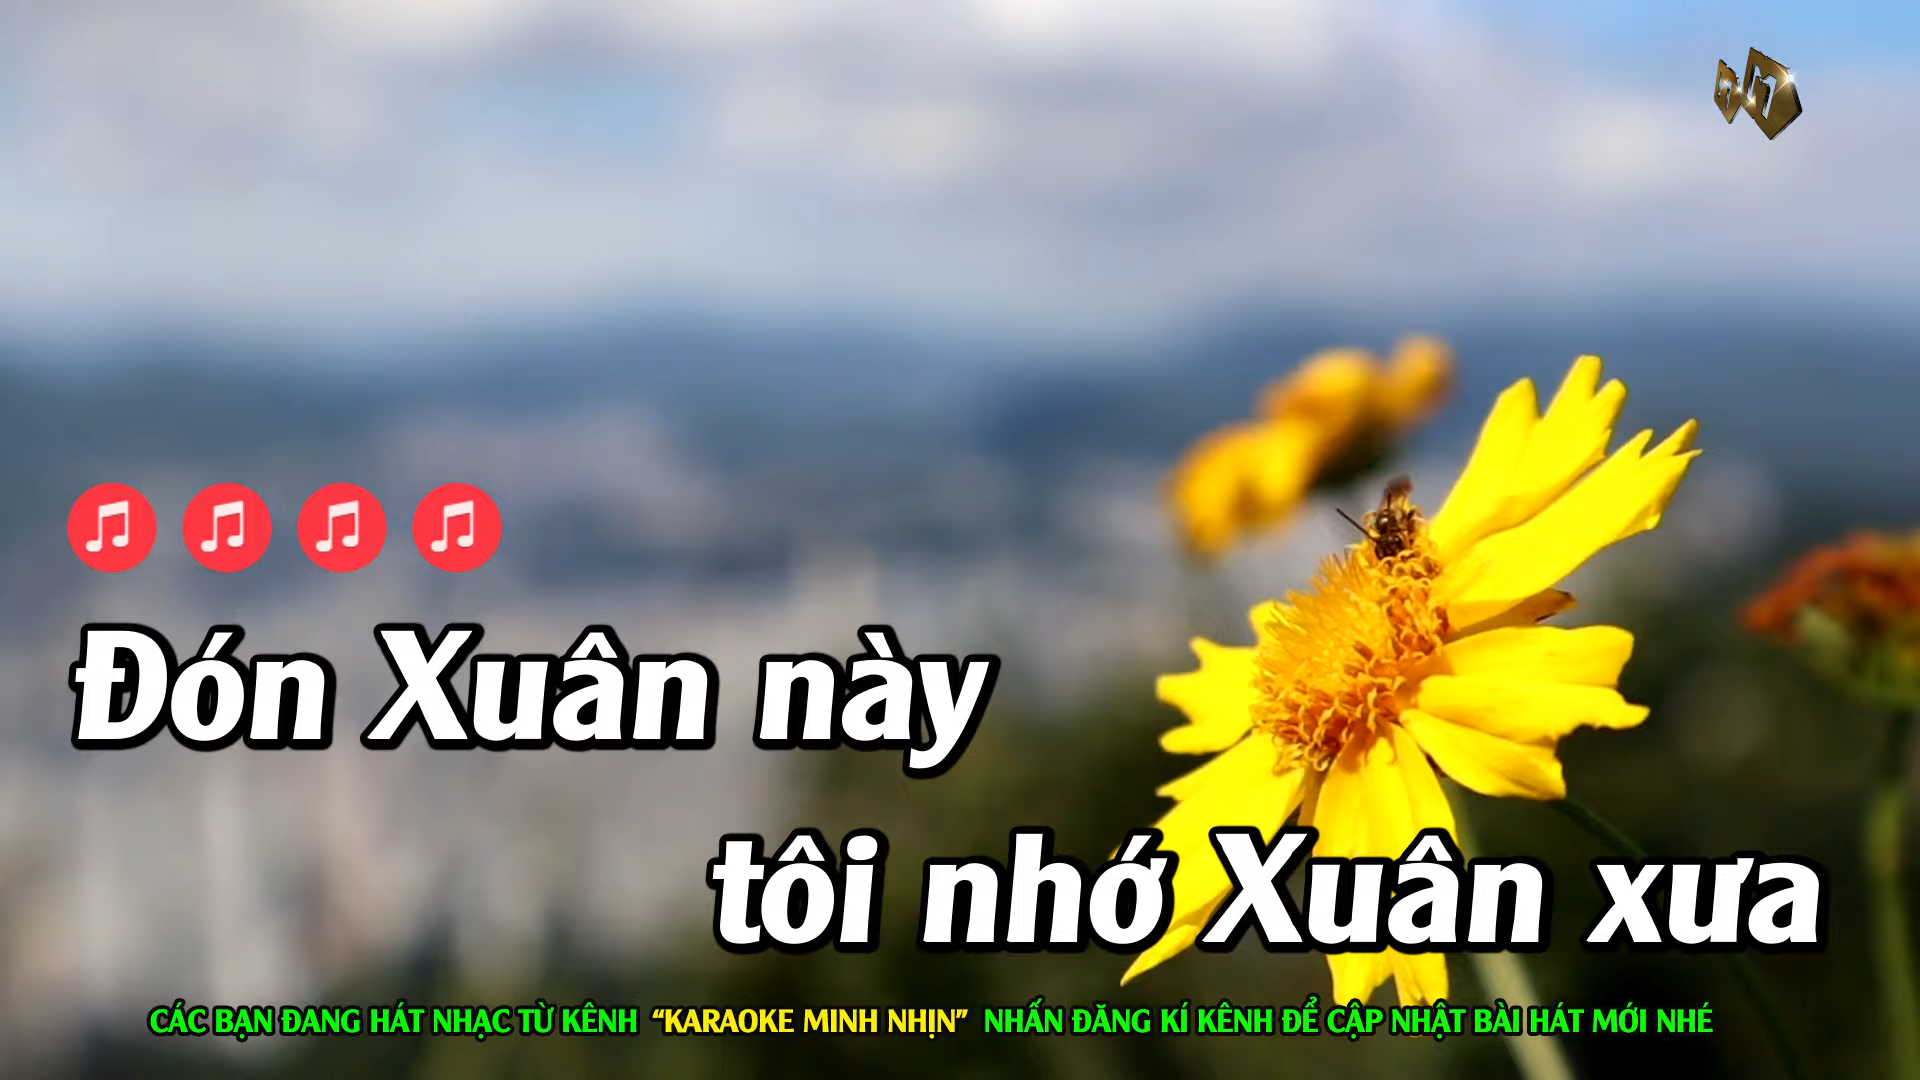 Đón Xuân này
tôi nhớ Xuân xưa
CÁC BẠN ĐANG HÁT NHẠC TỪ KÊNH “KARAOKE MINH NHỊN” NHẤN ĐĂNG KÍ KÊNH ĐỂ CẬP NHẬT BÀI HÁT MỚI NHÉ